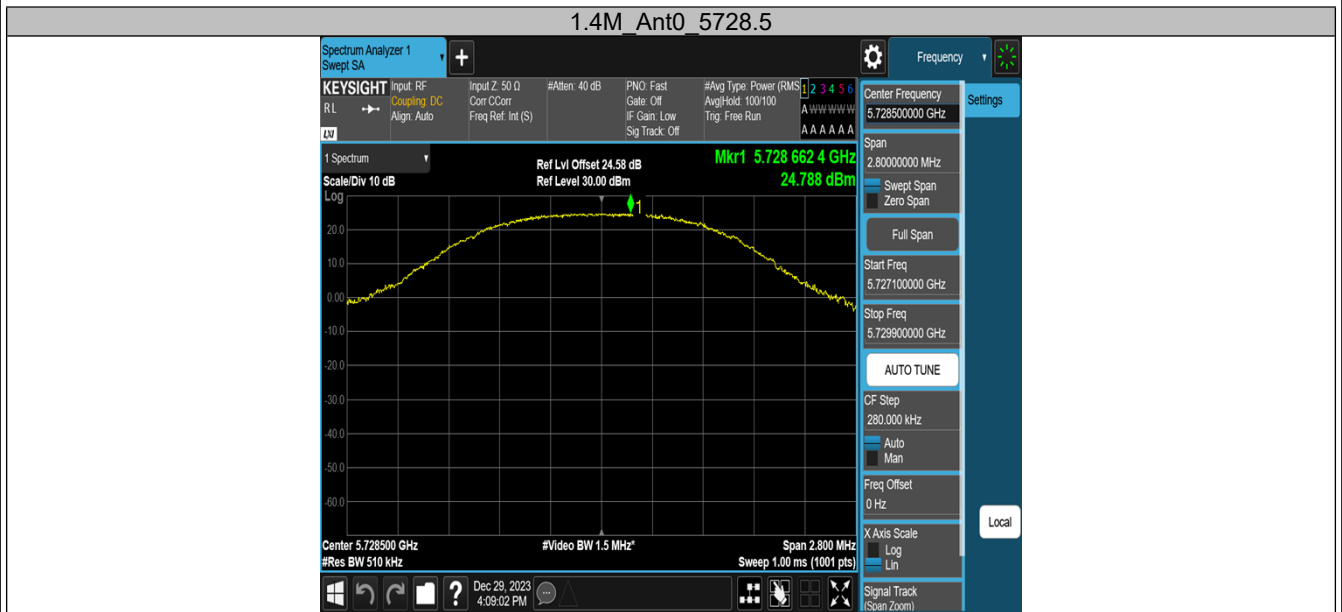 1.4M_Ant0_5728.5
Spectrum Analyzer 1
Swept SA
Frequency
KEYSIGHT
RL
LXI
Input: RF
Coupling: DC
Align: Auto
Input Z: 50 Ω
Corr CCorr
Freq Ref: Int (S)
#Atten: 40 dB
PNO: Fast
Gate: Off
IF Gain: Low
Sig Track: Off
#Avg Type: Power (RMS
Avg|Hold: 100/100
Trig: Free Run
1 2 3 4 5 6
A W W W W W
A A A A A A
1 Spectrum
Scale/Div 10 dB
Ref Lvl Offset 24.58 dB
Ref Level 30.00 dBm
Mkr1 5.728 662 4 GHz
24.788 dBm
Log
1
20.0
10.0
0.00
-10.0
-20.0
-30.0
-40.0
-50.0
-60.0
Center 5.728500 GHz
#Res BW 510 kHz
#Video BW 1.5 MHz*
Span 2.800 MHz
Sweep 1.00 ms (1001 pts)
Dec 29, 2023
4:09:02 PM
Center Frequency
5.728500000 GHz
Span
2.80000000 MHz
Swept Span
Zero Span
Full Span
Start Freq
5.727100000 GHz
Stop Freq
5.729900000 GHz
AUTO TUNE
CF Step
280.000 kHz
Auto
Man
Freq Offset
0 Hz
X Axis Scale
Log
Lin
Signal Track
(Span Zoom)
Settings
Local